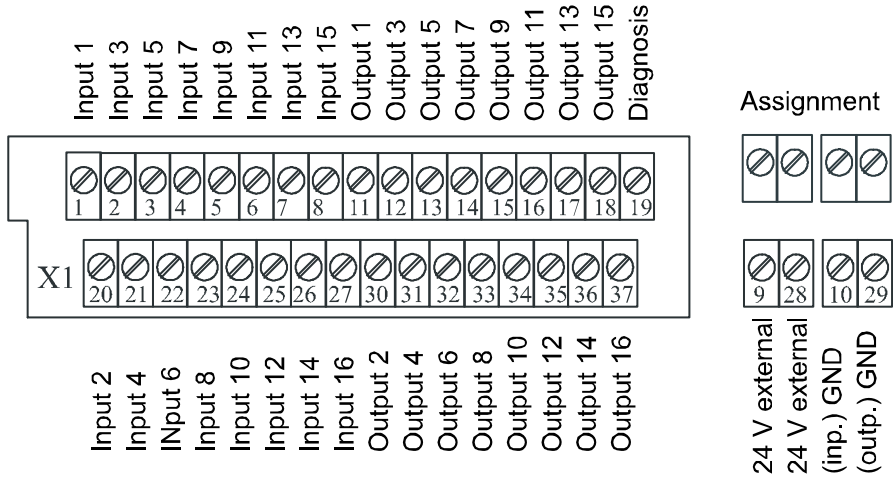 Input 1
Input 3
Input 5
Input 7
Input 9
Input 11
Input 13
Input 15
Output 1
Output 3
Output 5
Output 7
Output 9
Output 11
Output 13
Output 15
Diagnosis
Assignment
1 2 3 4 5 6 7 8 11 12 13 14 15 16 17 18 19
X1
20 21 22 23 24 25 26 27 30 31 32 33 34 35 36 37
9 28 10 29
Input 2
Input 4
INput 6
Input 8
Input 10
Input 12
Input 14
Input 16
Output 2
Output 4
Output 6
Output 8
Output 10
Output 12
Output 14
Output 16
24 V external
24 V external
(inp.) GND
(outp.) GND